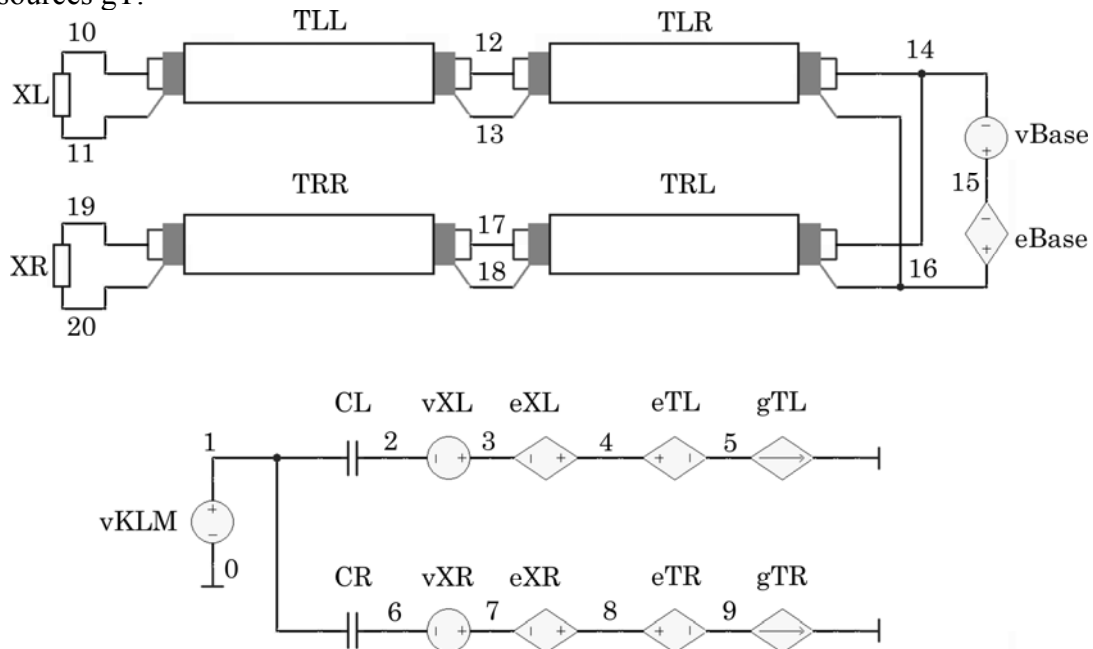 sources g1.
TLL
TLR
10
12
14
XL
vBase
11
13
15
TRR
TRL
19
17
eBase
XR
18
16
20
CL vXL eXL eTL gTL
1
2 3 4 5
+ -
vKLM
0
CR vXR eXR eTR gTR
6 7 8 9